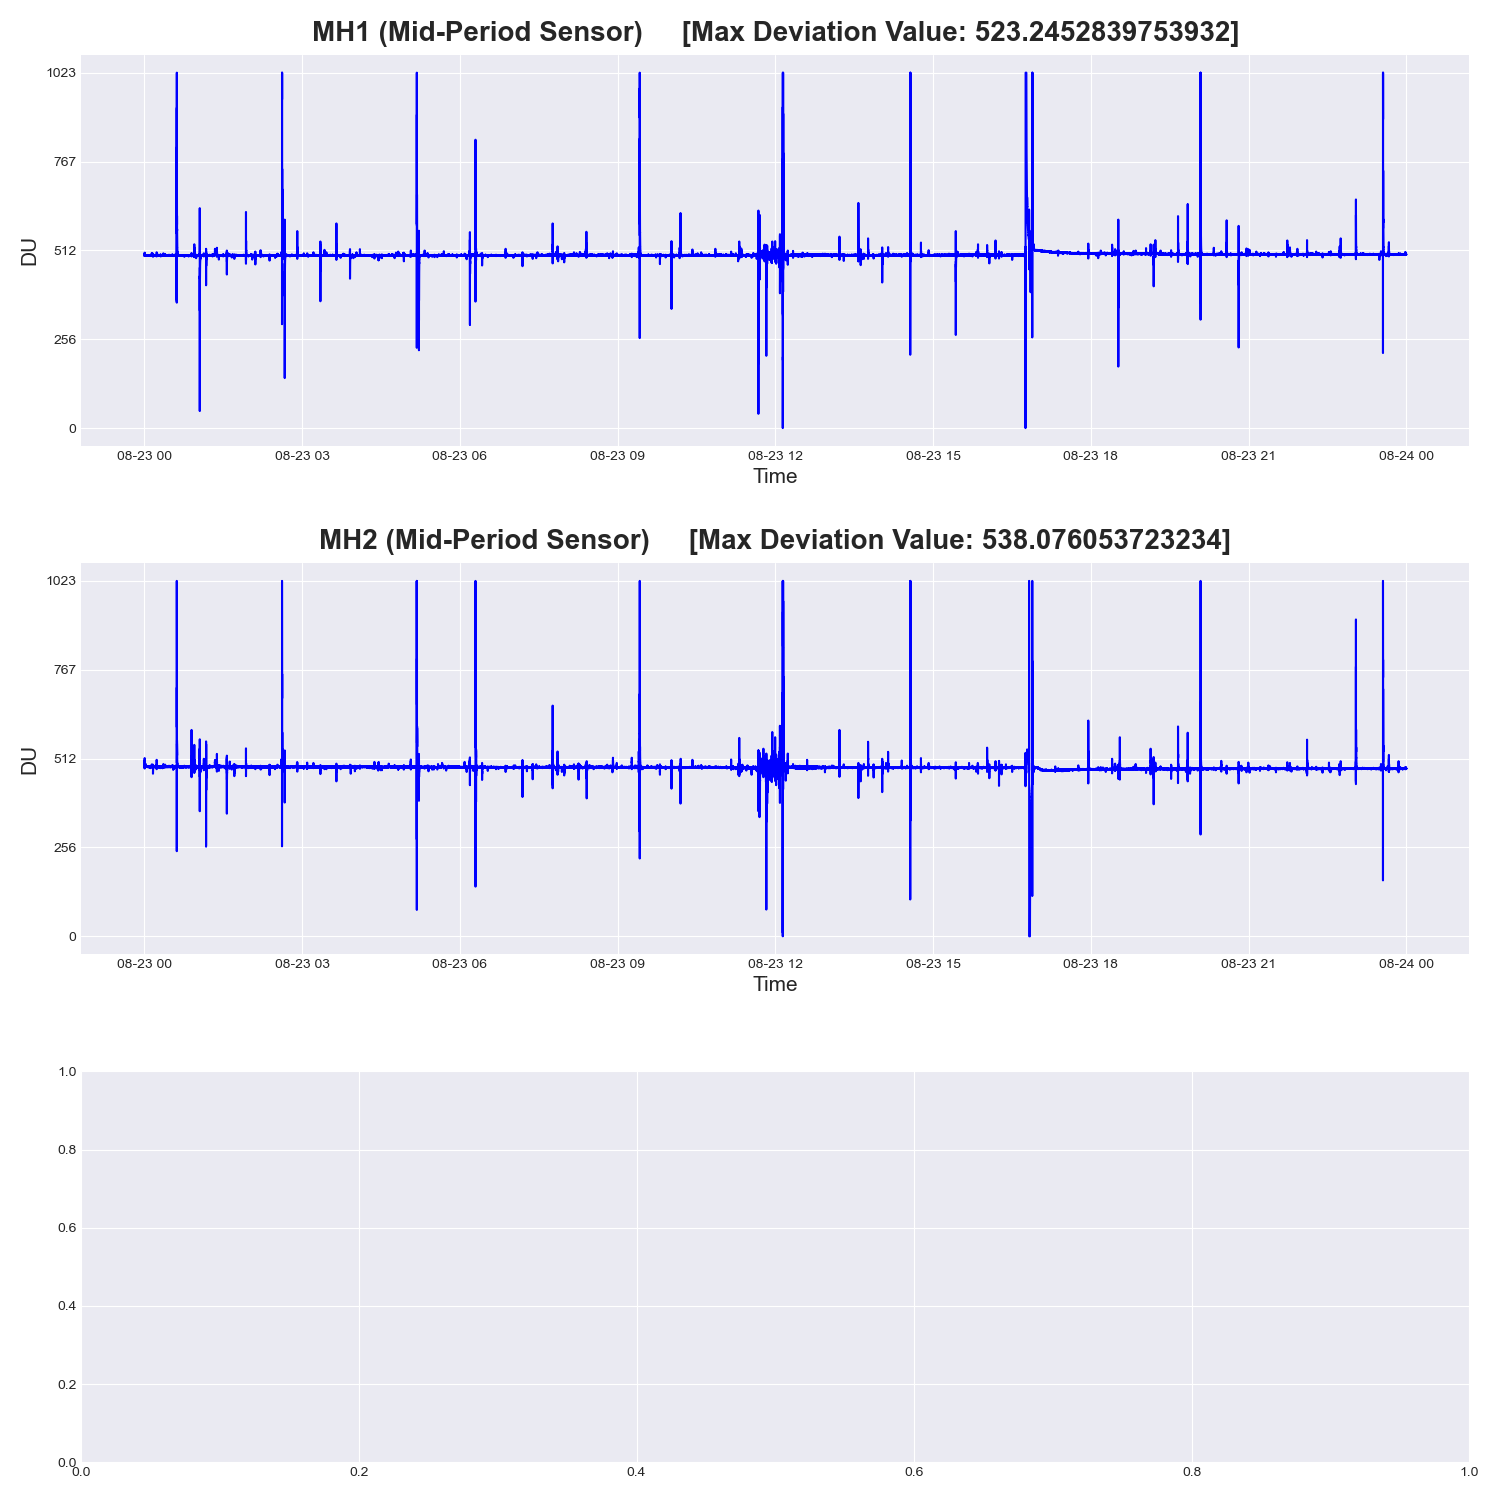 MH1 (Mid-Period Sensor) [Max Deviation Value: 523.2452839753932]
1023
767
512
256
0
DU
08-23 00 08-23 03 08-23 06 08-23 09 08-23 12 08-23 15 08-23 18 08-23 21 08-24 00
Time
MH2 (Mid-Period Sensor) [Max Deviation Value: 538.076053723234]
1023
767
512
256
0
DU
08-23 00 08-23 03 08-23 06 08-23 09 08-23 12 08-23 15 08-23 18 08-23 21 08-24 00
Time
1.0
0.8
0.6
0.4
0.2
0.0
0.0 0.2 0.4 0.6 0.8 1.0